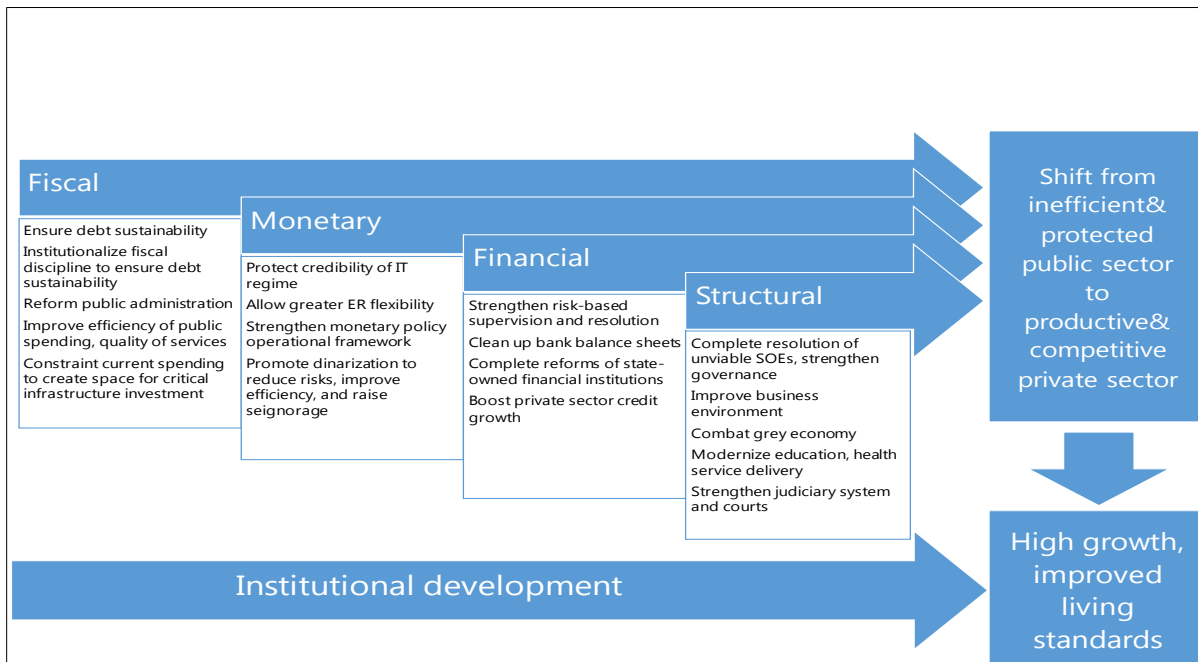 Fiscal
Ensure debt sustainability
Institutionalize fiscal
discipline to ensure debt
sustainability
Reform public administration
Improve efficiency of public
spending, quality of services
Constraint current spending
to create space for critical
infrastructure investment
Monetary
Protect credibility of IT
regime
Allow greater ER flexibility
Strengthen monetary policy
operational framework
Promote dinarization to
reduce risks, improve
efficiency, and raise
seignorage
Financial
Strengthen risk-based
supervision and resolution
Clean up bank balance sheets
Complete reforms of state-
owned financial institutions
Boost private sector credit
growth
Structural
Complete resolution of
unviable SOEs, strengthen
governance
Improve business
environment
Combat grey economy
Modernize education, health
service delivery
Strengthen judiciary system
and courts
Shift from
inefficient&
protected
public sector
to
productive&
competitive
private sector
Institutional development
High growth,
improved
living
standards